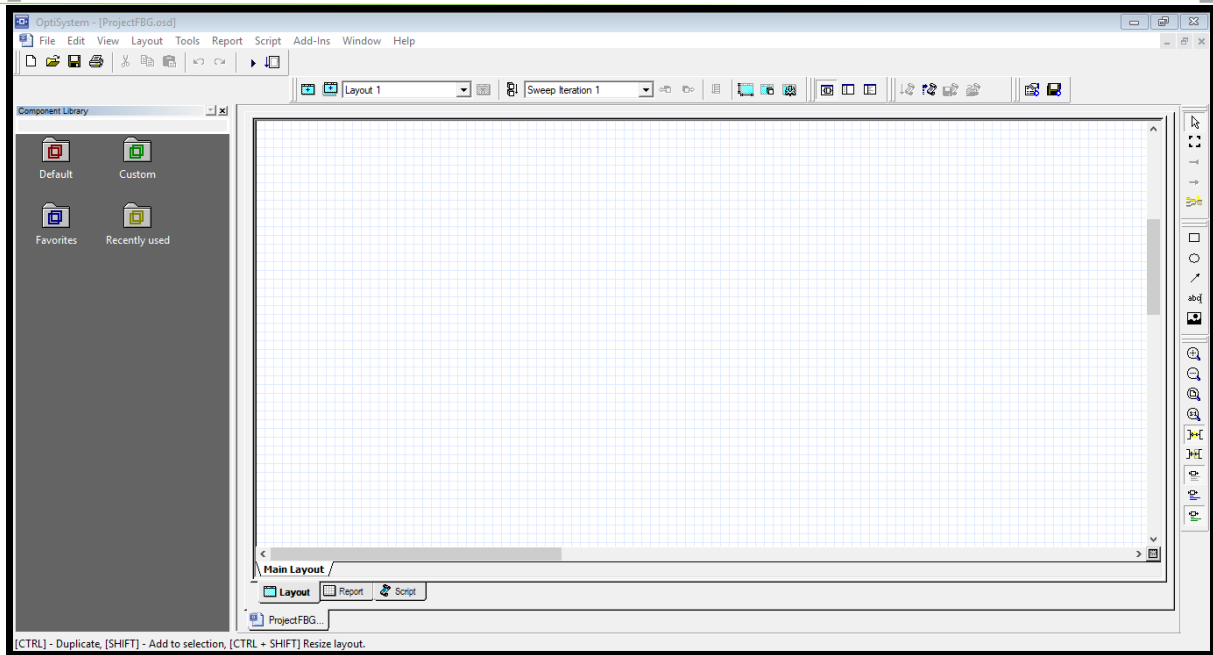 OptiSystem - [ProjectFBG.osd]
File Edit View Layout Tools Report Script Add-Ins Window Help
Layout 1
Sweep Iteration 1
Component Library
Default
Custom
Favorites
Recently used
abc
Main Layout
Layout Report Script
ProjectFBG...
[CTRL] - Duplicate, [SHIFT] - Add to selection, [CTRL + SHIFT] Resize layout.